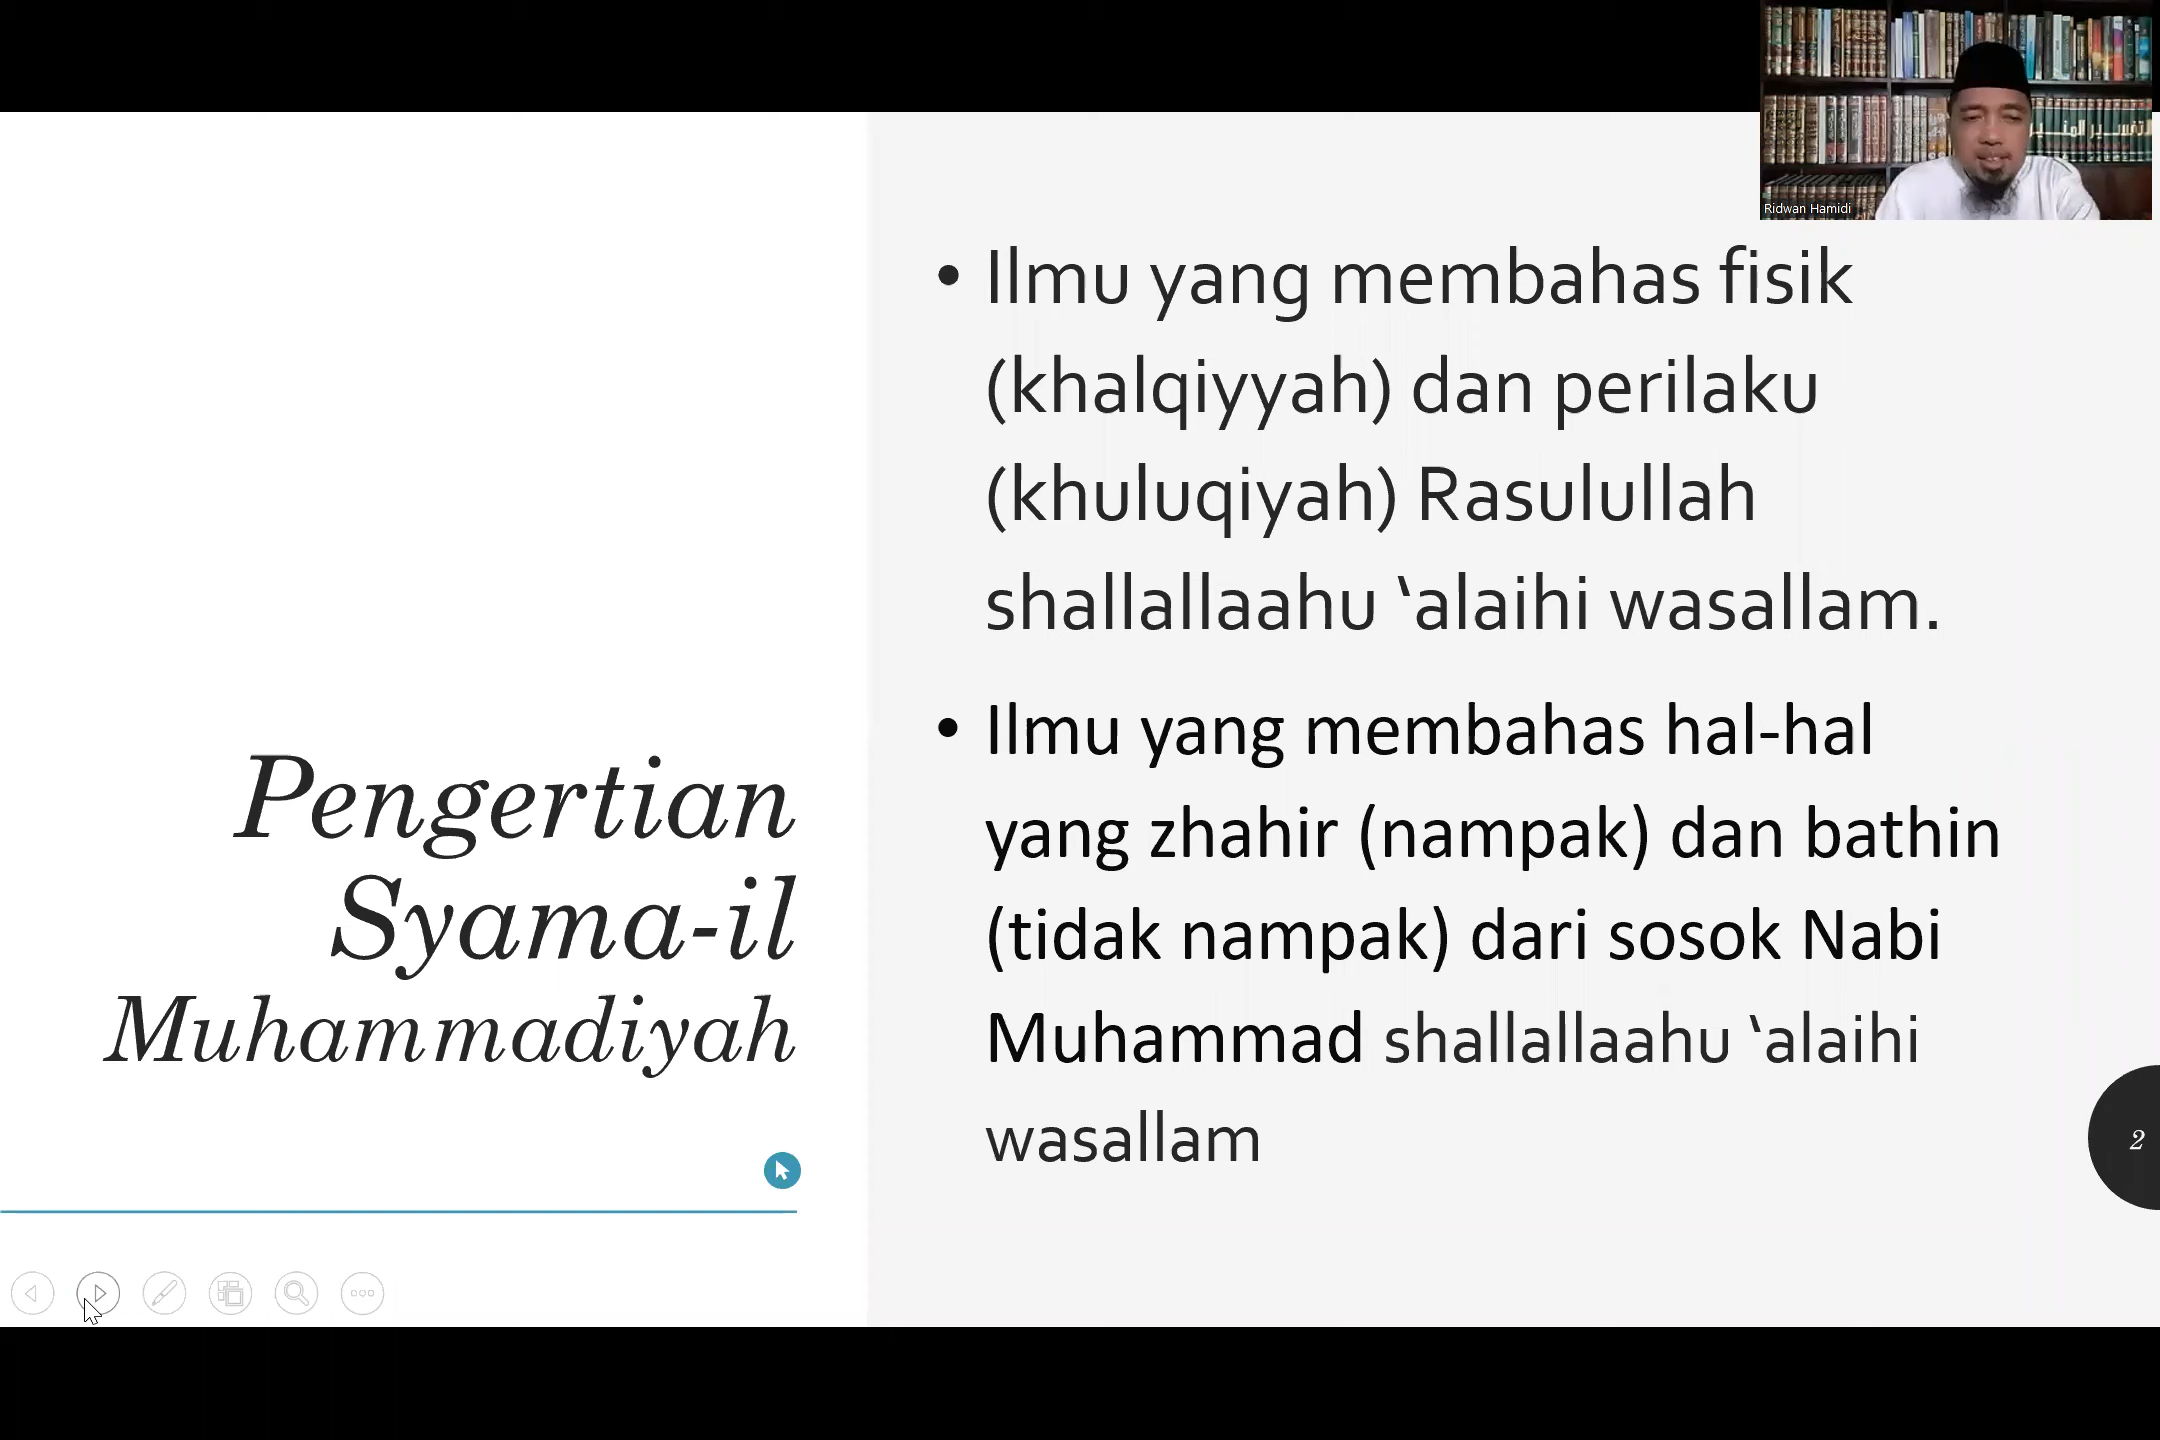 Pengertian
Syama-il
Muhammadiyah
• Ilmu yang membahas fisik
(khalqiyyah) dan perilaku
(khuluqiyah) Rasulullah
shallallaahu ‘alaihi wasallam.
• Ilmu yang membahas hal-hal
yang zhahir (nampak) dan bathin
(tidak nampak) dari sosok Nabi
Muhammad shallallaahu ‘alaihi
wasallam
2
Ridwan Hamidi